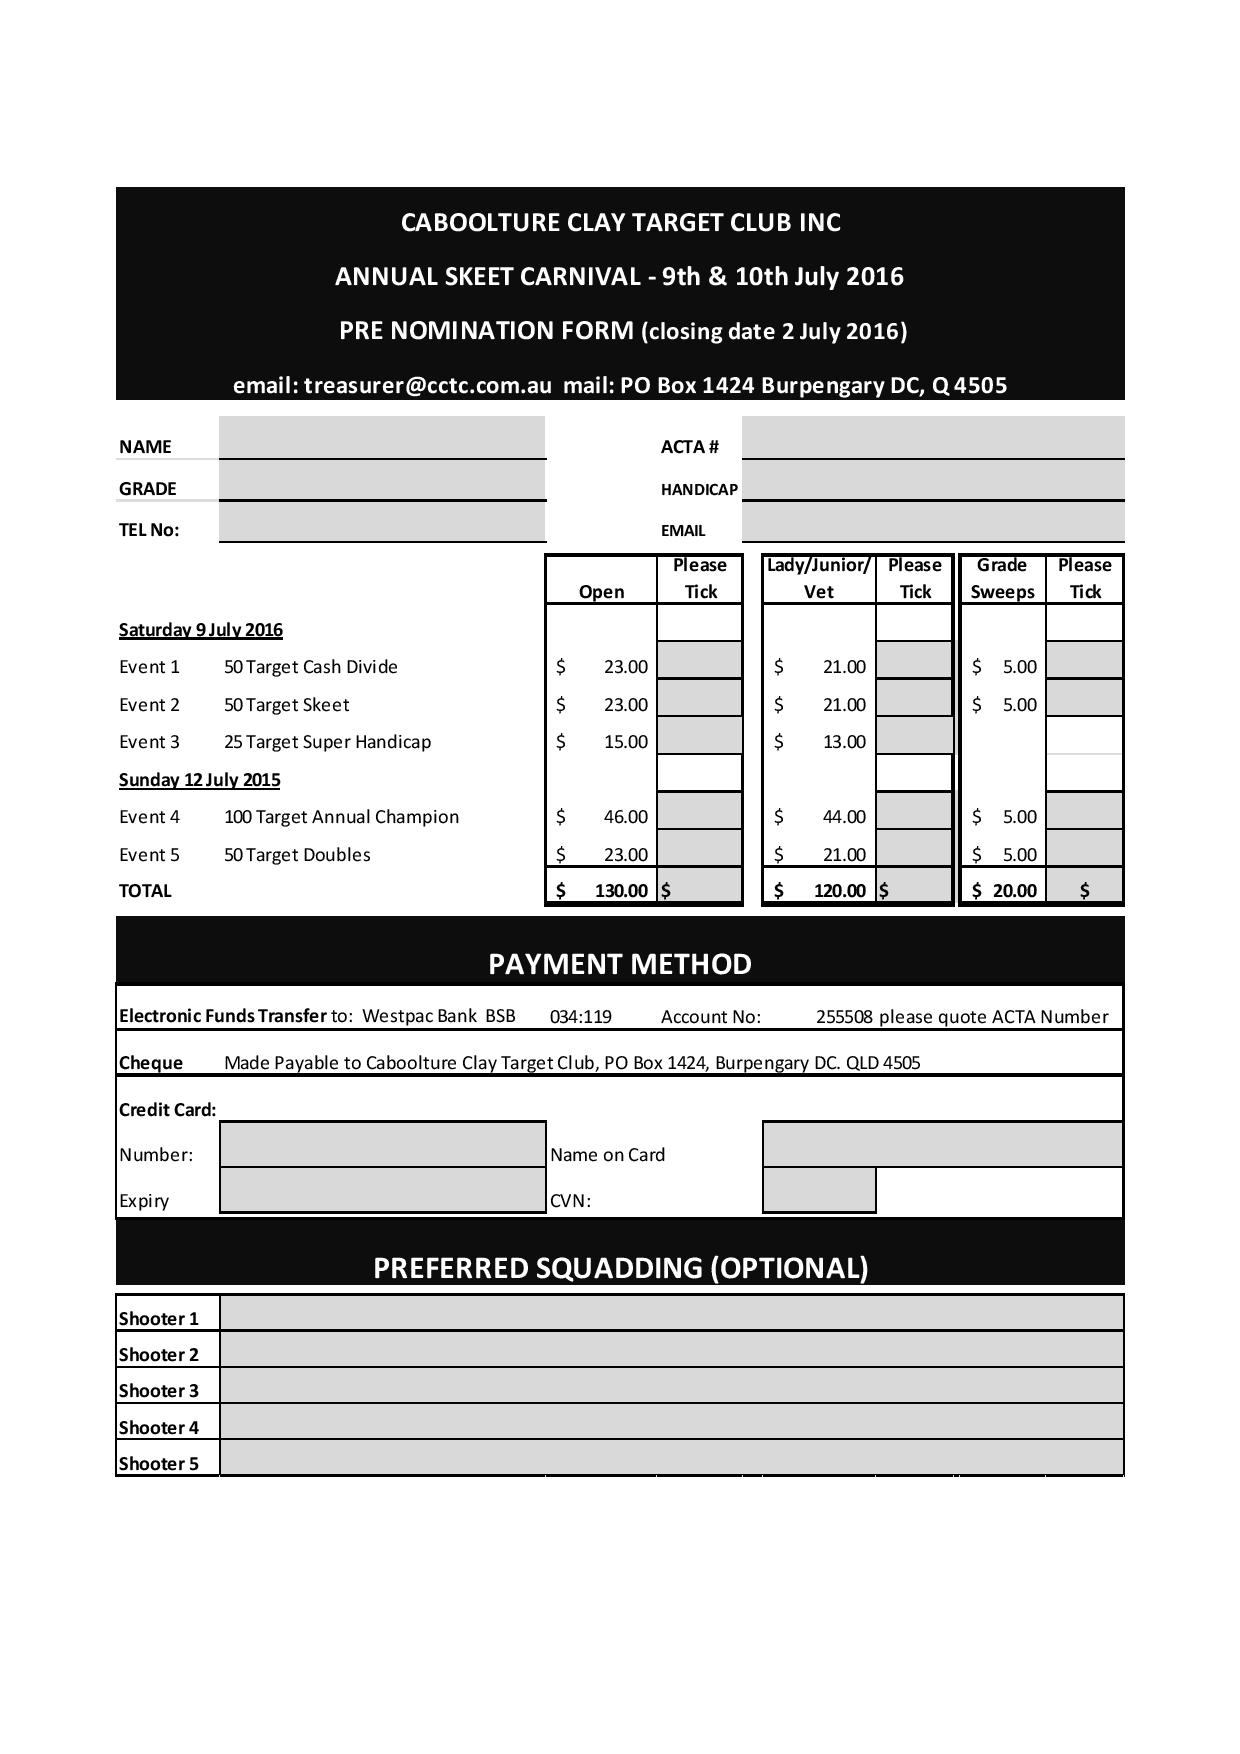 CABOOLTURE CLAY TARGET CLUB INC
ANNUAL SKEET CARNIVAL - 9th & 10th July 2016
PRE NOMINATION FORM (closing date 2 July 2016)
email: treasurer@cctc.com.au mail: PO Box 1424 Burpengary DC, Q 4505
NAME ACTA #
GRADE HANDICAP
TEL No: EMAIL
Please Lady/Junior/ Please Grade Please
Open Tick Vet Tick Sweeps Tick
Saturday 9 July 2016
Event 1 50 Target Cash Divide $ 23.00 $ 21.00 $ 5.00
Event 2 50 Target Skeet $ 23.00 $ 21.00 $ 5.00
Event 3 25 Target Super Handicap $ 15.00 $ 13.00
Sunday 12 July 2015
Event 4 100 Target Annual Champion $ 46.00 $ 44.00 $ 5.00
Event 5 50 Target Doubles $ 23.00 $ 21.00 $ 5.00
TOTAL $ 130.00 $ $ 120.00 $ $ 20.00 $
PAYMENT METHOD
Electronic Funds Transfer to: Westpac Bank BSB 034:119 Account No: 255508 please quote ACTA Number
Cheque Made Payable to Caboolture Clay Target Club, PO Box 1424, Burpengary DC. QLD 4505
Credit Card:
Number: Name on Card
Expiry CVN:
PREFERRED SQUADDING (OPTIONAL)
Shooter 1
Shooter 2
Shooter 3
Shooter 4
Shooter 5